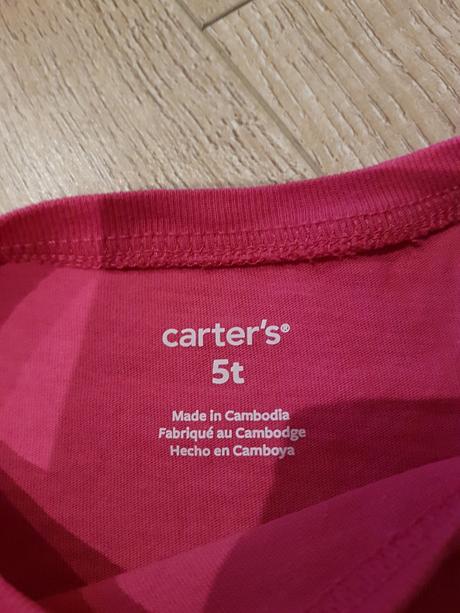 carter's®
5t
Made in Cambodia
Fabriqué au Cambodge
Hecho en Camboya